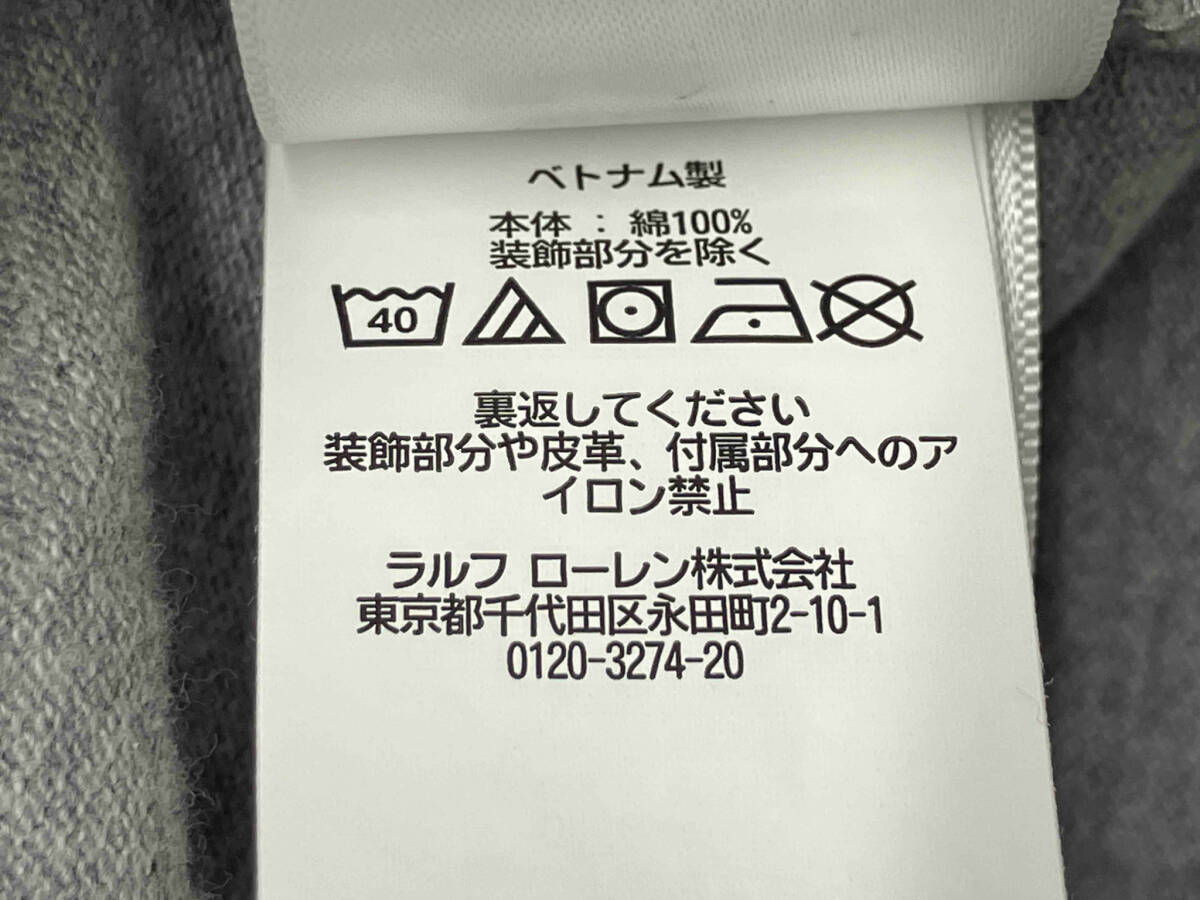 ベトナム製
本体 : 綿100%
装飾部分を除く
40
裏返してください
装飾部分や皮革、付属部分へのア
イロン禁止
ラルフ ローレン株式会社
東京都千代田区永田町2-10-1
0120-3274-20